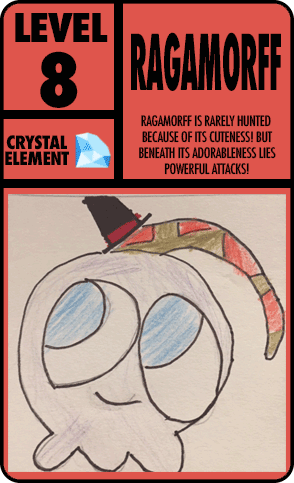 LEVEL
8
RAGAMORFF
CRYSTAL
ELEMENT
RAGAMORFF IS RARELY HUNTED
BECAUSE OF ITS CUTENESS! BUT
BENEATH ITS ADORABLENESS LIES
POWERFUL ATTACKS!